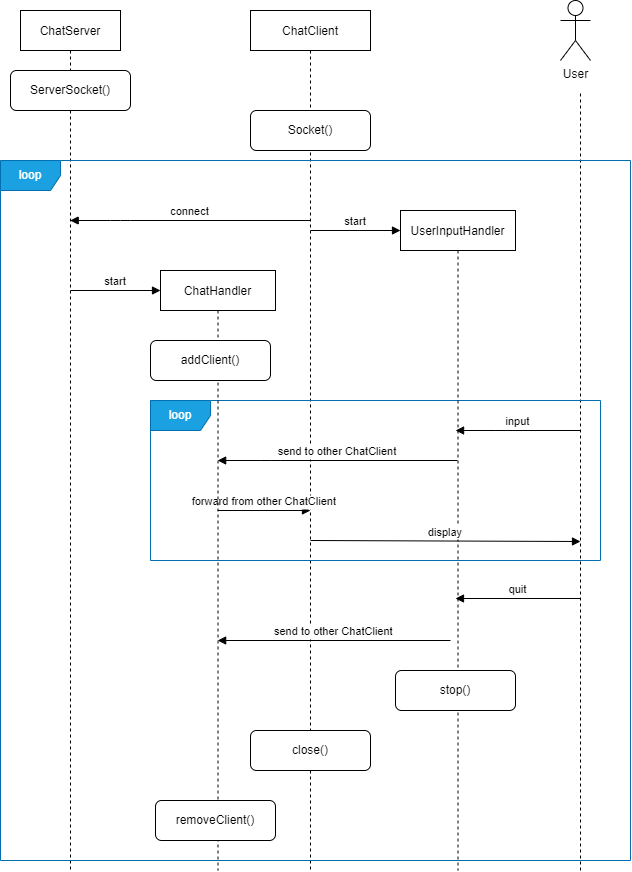 ChatServer
ChatClient
User
ServerSocket()
Socket()
loop
connect
start
UserInputHandler
start
ChatHandler
addClient()
loop
input
send to other ChatClient
forward from other ChatClient
display
quit
send to other ChatClient
stop()
close()
removeClient()